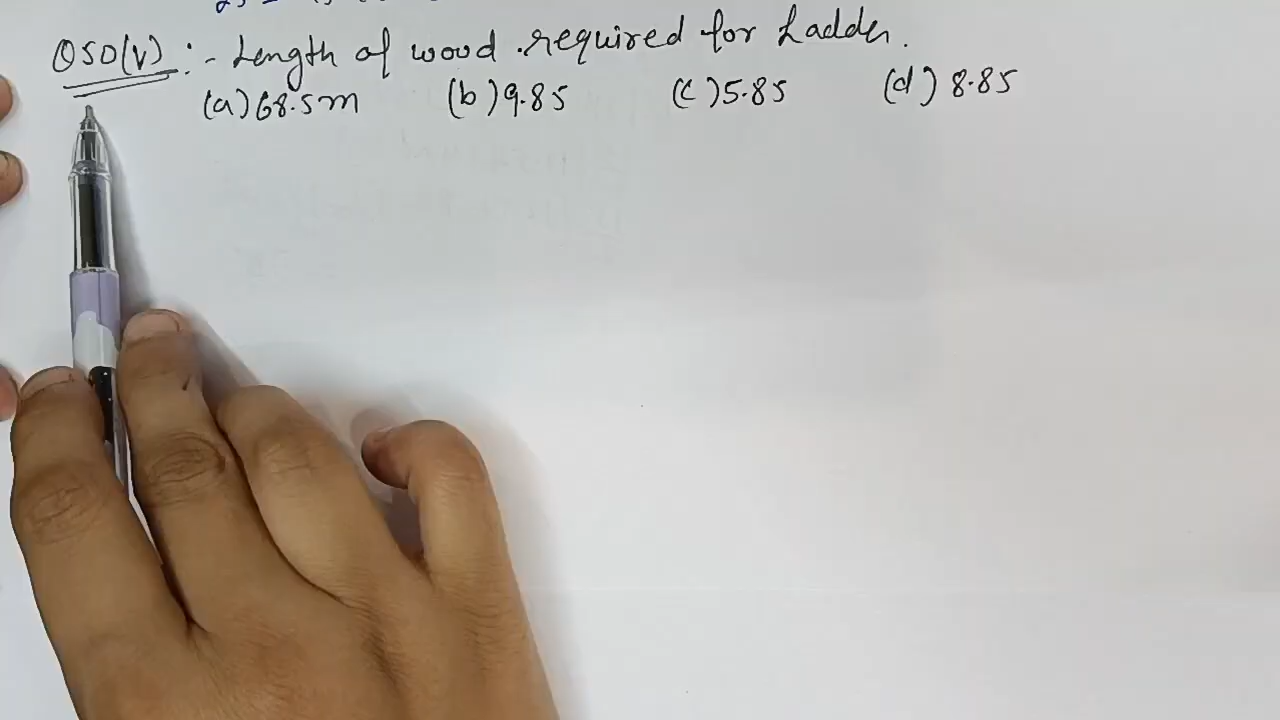 Q50(V) :- Length of wood required for Ladder.
(a) 68.5m (b) 9.85 (c) 5.85 (d) 8.85